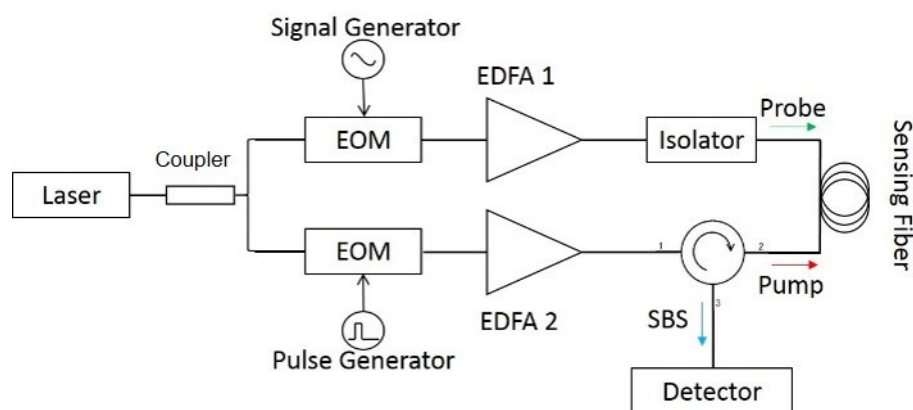 Signal Generator
EDFA 1
EOM
Isolator
Probe
Coupler
Laser
Sensing Fiber
EOM
1
2
Pump
3
EDFA 2
SBS
Pulse Generator
Detector